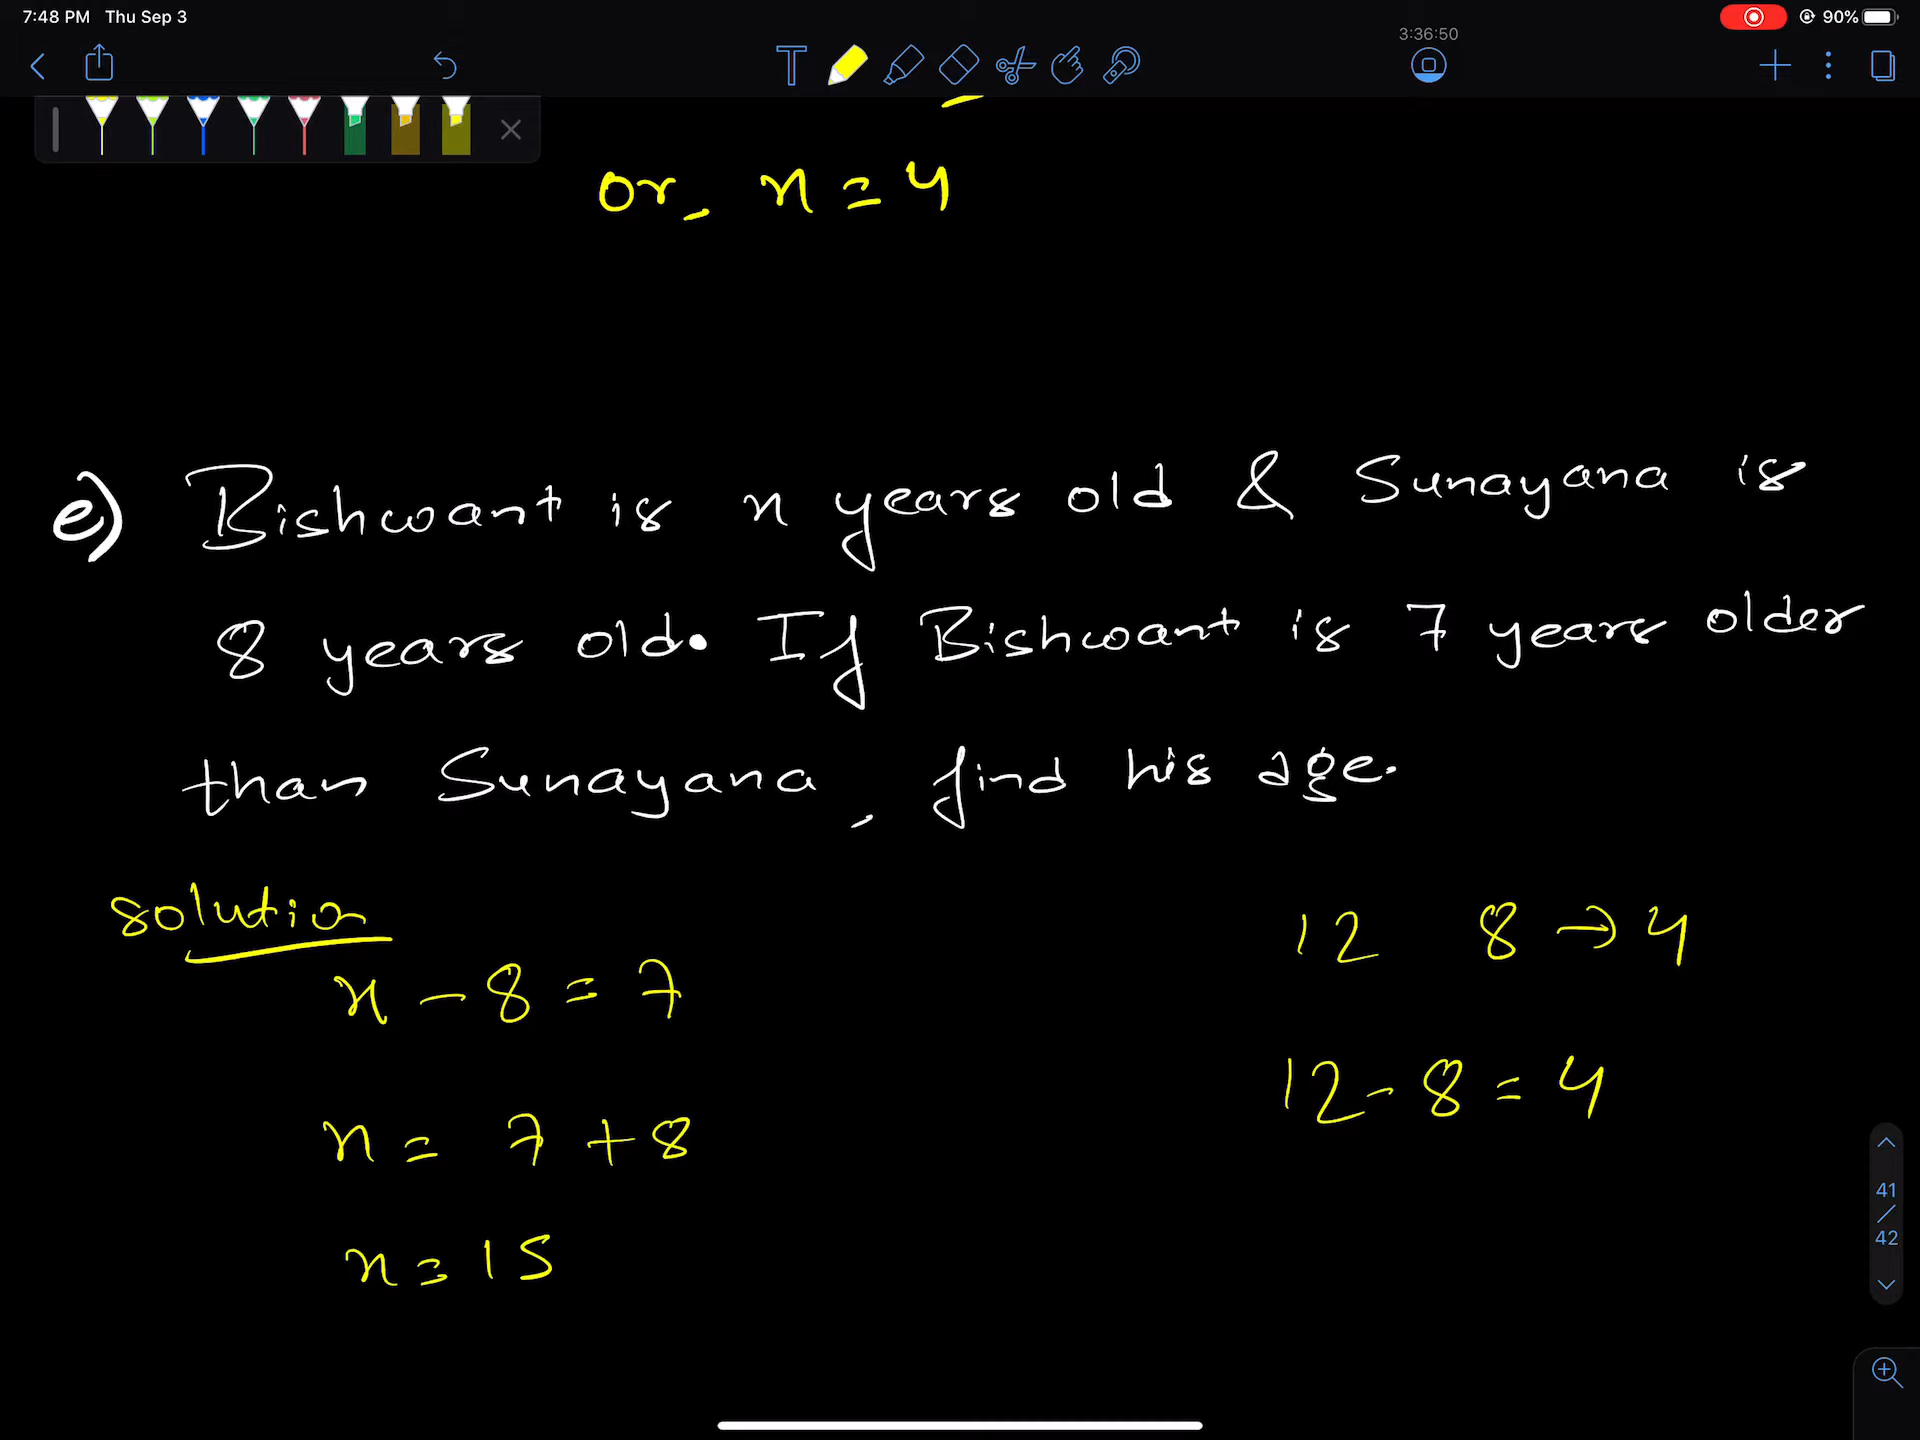 7:48 PM Thu Sep 3
90%
3:36:50
T
or, x = 4
e) Bishwant is x years old & Sunayana is
8 years old. If Bishwant is 7 years older
than Sunayana, find his age.
solution
12 8 → 4
x - 8 = 7
12 - 8 = 4
x = 7 + 8
x = 15
41
/
42